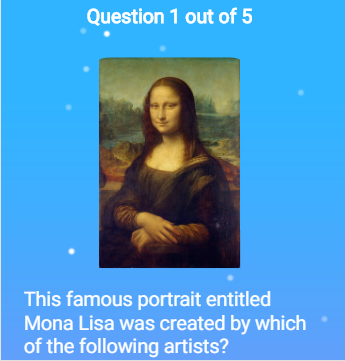 Question 1 out of 5
This famous portrait entitled
Mona Lisa was created by which
of the following artists?